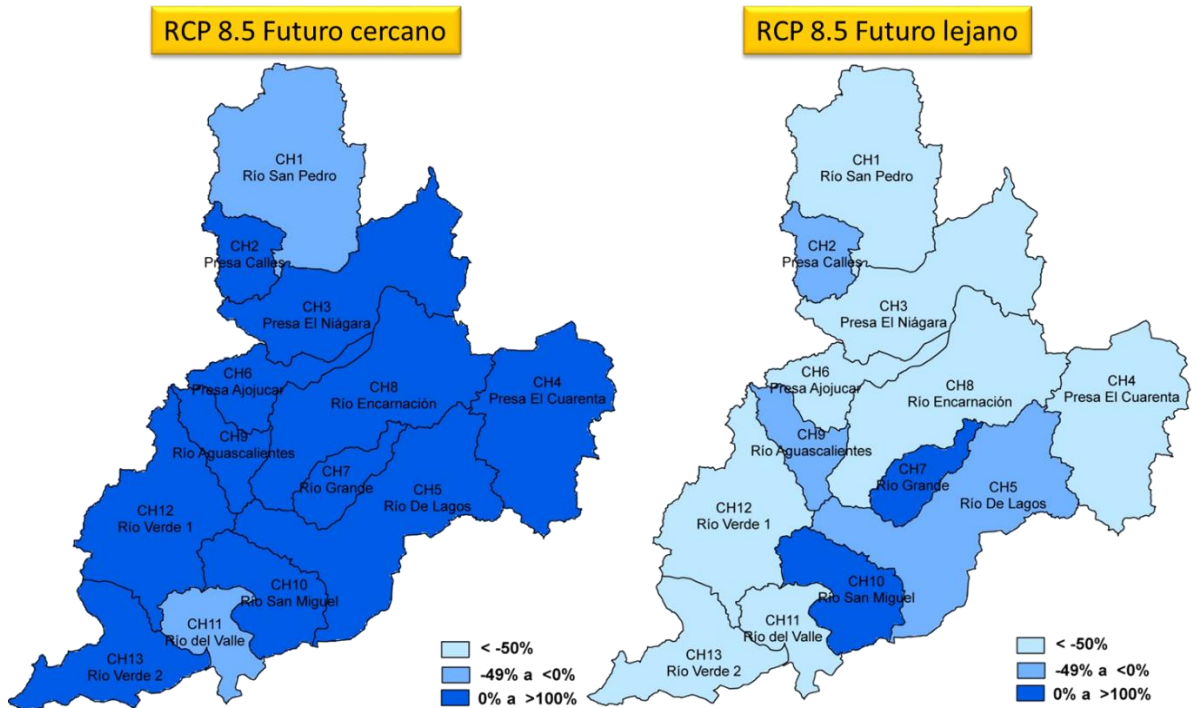 RCP 8.5 Futuro cercano
CH1
Río San Pedro
CH2
Presa Calles
CH3
Presa El Niágara
CH6
Presa Ajojucar
CH8
Río Encarnación
CH4
Presa El Cuarenta
CH9
Río Aguascalientes
CH7
Río Grande
CH5
Río De Lagos
CH12
Río Verde 1
CH10
Río San Miguel
CH11
Río del Valle
CH13
Río Verde 2
< -50%
-49% a <0%
0% a >100%
RCP 8.5 Futuro lejano
CH1
Río San Pedro
CH2
Presa Calles
CH3
Presa El Niágara
CH6
Presa Ajojucar
CH8
Río Encarnación
CH4
Presa El Cuarenta
CH9
Río Aguascalientes
CH7
Río Grande
CH5
Río De Lagos
CH12
Río Verde 1
CH10
Río San Miguel
CH11
Río del Valle
CH13
Río Verde 2
< -50%
-49% a <0%
0% a >100%